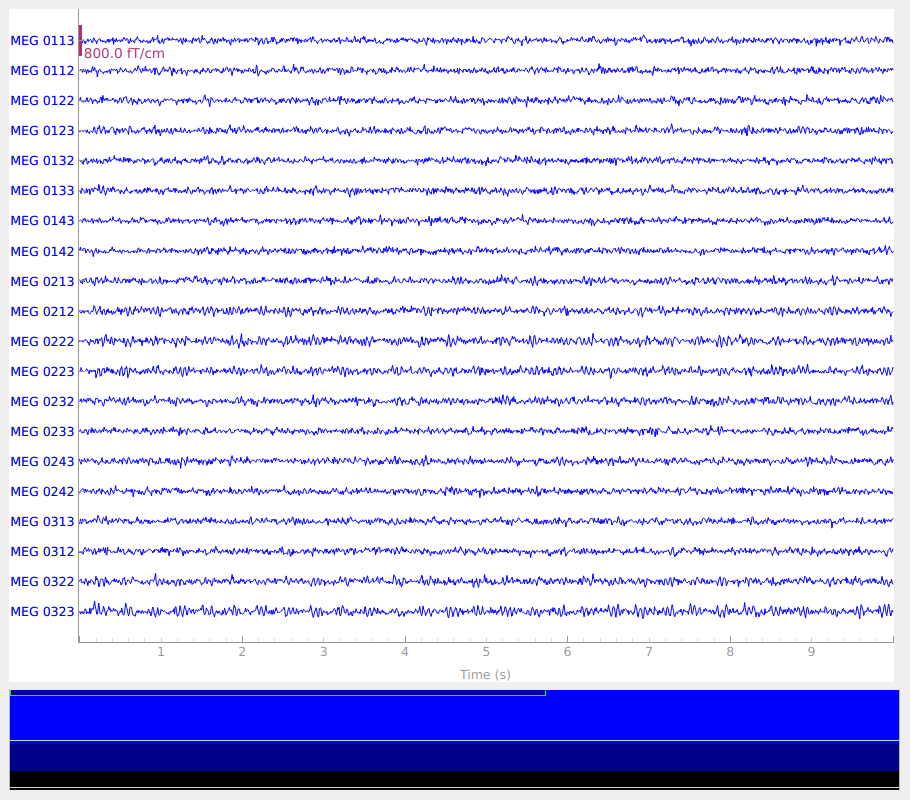 MEG 0113
800.0 fT/cm
MEG 0112
MEG 0122
MEG 0123
MEG 0132
MEG 0133
MEG 0143
MEG 0142
MEG 0213
MEG 0212
MEG 0222
MEG 0223
MEG 0232
MEG 0233
MEG 0243
MEG 0242
MEG 0313
MEG 0312
MEG 0322
MEG 0323
1 2 3 4 5 6 7 8 9
Time (s)